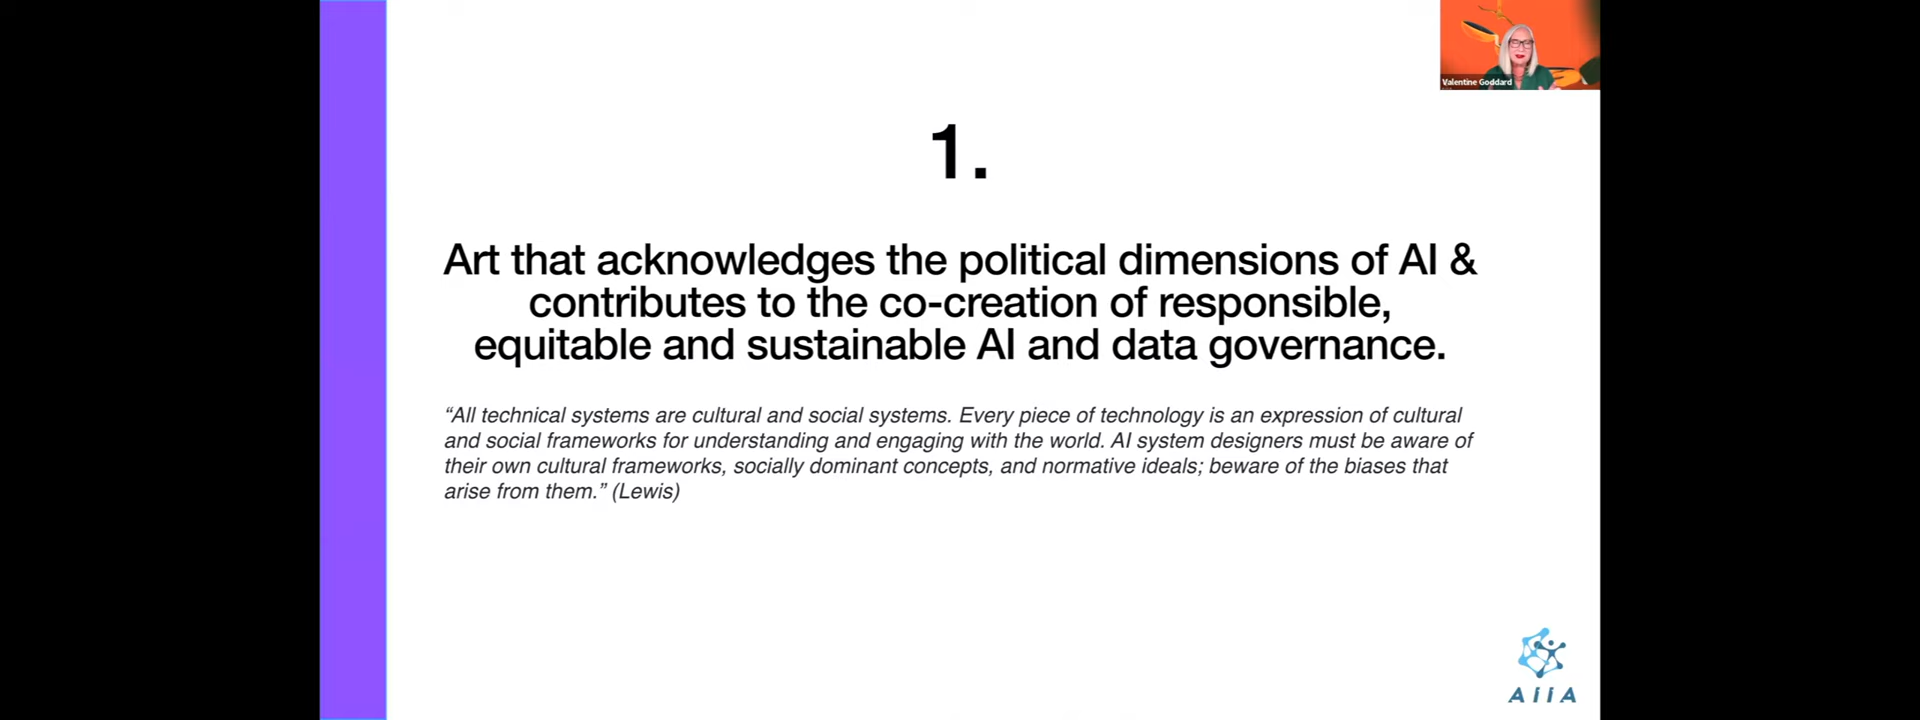 Valentine Goddard
1.
Art that acknowledges the political dimensions of AI &
contributes to the co-creation of responsible,
equitable and sustainable AI and data governance.
“All technical systems are cultural and social systems. Every piece of technology is an expression of cultural
and social frameworks for understanding and engaging with the world. AI system designers must be aware of
their own cultural frameworks, socially dominant concepts, and normative ideals; beware of the biases that
arise from them.” (Lewis)
AiiA